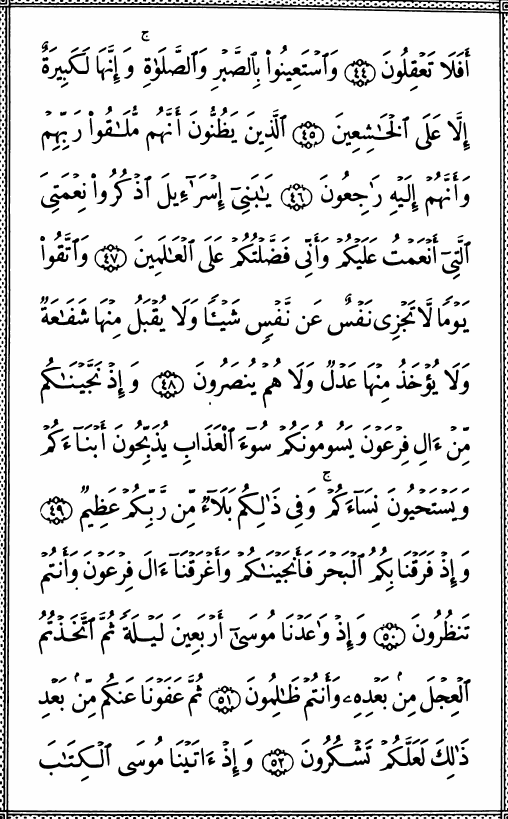 أَفَلَا تَعْقِلُونَ ٤٤ وَٱسْتَعِينُوا۟ بِٱلصَّبْرِ وَٱلصَّلَوٰةِ ۚ وَإِنَّهَا لَكَبِيرَةٌ
إِلَّا عَلَى ٱلْخَـٰشِعِينَ ٤٥ ٱلَّذِينَ يَظُنُّونَ أَنَّهُم مُّلَـٰقُوا۟ رَبِّهِمْ
وَأَنَّهُمْ إِلَيْهِ رَٰجِعُونَ ٤٦ يَـٰبَنِىٓ إِسْرَـٰٓءِيلَ ٱذْكُرُوا۟ نِعْمَتِىَ
ٱلَّتِىٓ أَنْعَمْتُ عَلَيْكُمْ وَأَنِّى فَضَّلْتُكُمْ عَلَى ٱلْعَـٰلَمِينَ ٤٧ وَٱتَّقُوا۟
يَوْمًا لَّا تَجْزِى نَفْسٌ عَن نَّفْسٍ شَيْـًٔا وَلَا يُقْبَلُ مِنْهَا شَفَـٰعَةٌ
وَلَا يُؤْخَذُ مِنْهَا عَدْلٌ وَلَا هُمْ يُنصَرُونَ ٤٨ وَإِذْ نَجَّيْنَـٰكُم
مِّنْ ءَالِ فِرْعَوْنَ يَسُومُونَكُمْ سُوٓءَ ٱلْعَذَابِ يُذَبِّحُونَ أَبْنَآءَكُمْ
وَيَسْتَحْيُونَ نِسَآءَكُمْ ۚ وَفِى ذَٰلِكُم بَلَآءٌ مِّن رَّبِّكُمْ عَظِيمٌ ٤٩
وَإِذْ فَرَقْنَا بِكُمُ ٱلْبَحْرَ فَأَنجَيْنَـٰكُمْ وَأَغْرَقْنَآ ءَالَ فِرْعَوْنَ وَأَنتُمْ
تَنظُرُونَ ٥٠ وَإِذْ وَٰعَدْنَا مُوسَىٰٓ أَرْبَعِينَ لَيْلَةً ثُمَّ ٱتَّخَذْتُمُ
ٱلْعِجْلَ مِنۢ بَعْدِهِۦ وَأَنتُمْ ظَـٰلِمُونَ ٥١ ثُمَّ عَفَوْنَا عَنكُم مِّنۢ بَعْدِ
ذَٰلِكَ لَعَلَّكُمْ تَشْكُرُونَ ٥٢ وَإِذْ ءَاتَيْنَا مُوسَى ٱلْكِتَـٰبَ